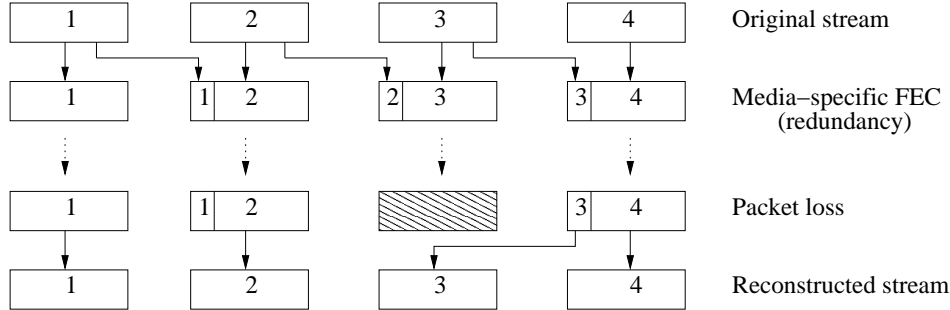 1 2 3 4 Original stream
1 1 2 2 3 3 4 Media–specific FEC
(redundancy)
1 1 2 3 4 Packet loss
1 2 3 4 Reconstructed stream